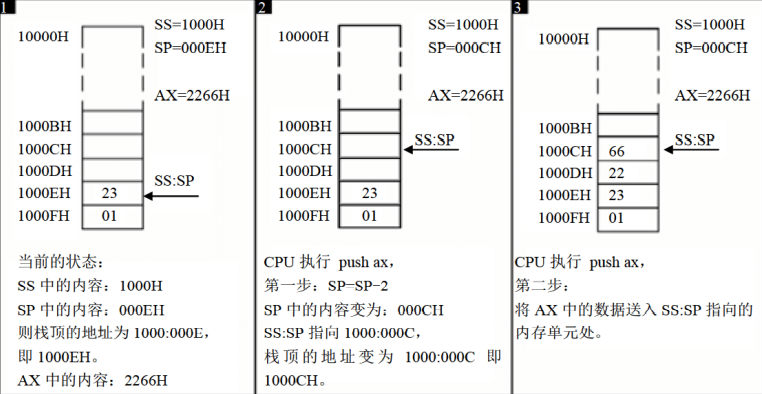 1
10000H
SS=1000H
SP=000EH
AX=2266H
1000BH
1000CH
1000DH
SS:SP
1000EH 23
1000FH 01
当前的状态：
SS 中的内容：1000H
SP 中的内容：000EH
则栈顶的地址为 1000:000E，
即 1000EH。
AX 中的内容：2266H
2
10000H
SS=1000H
SP=000CH
AX=2266H
1000BH
1000CH SS:SP
1000DH
1000EH 23
1000FH 01
CPU 执行 push ax，
第一步：SP=SP-2
SP 中的内容变为：000CH
SS:SP 指向 1000:000C，
栈顶的地址变为 1000:000C 即
1000CH。
3
10000H
SS=1000H
SP=000CH
AX=2266H
1000BH
1000CH 66 SS:SP
1000DH 22
1000EH 23
1000FH 01
CPU 执行 push ax，
第二步：
将 AX 中的数据送入 SS:SP 指向的
内存单元处。